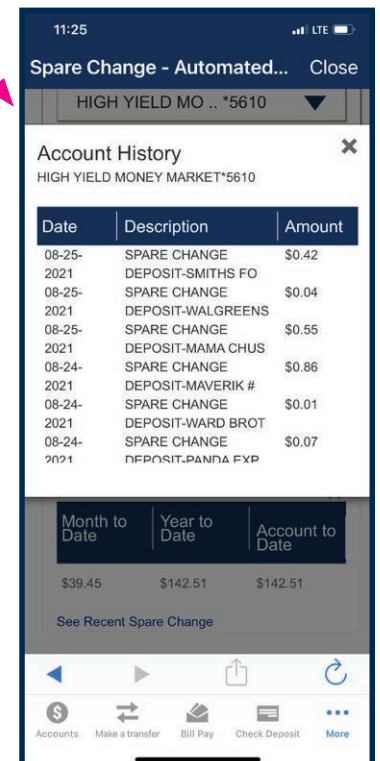 11:25
LTE
Spare Change - Automated... Close
HIGH YIELD MO .. *5610
Account History
HIGH YIELD MONEY MARKET*5610
Date Description Amount
08-25- SPARE CHANGE $0.42
2021 DEPOSIT-SMITHS FO
08-25- SPARE CHANGE $0.04
2021 DEPOSIT-WALGREENS
08-25- SPARE CHANGE $0.55
2021 DEPOSIT-MAMA CHUS
08-24- SPARE CHANGE $0.86
2021 DEPOSIT-MAVERIK #
08-24- SPARE CHANGE $0.01
2021 DEPOSIT-WARD BROT
08-24- SPARE CHANGE $0.07
2021 DEPOSIT-PANDA EXP
Month to Date Year to Date Account to Date
$39.45 $142.51 $142.51
See Recent Spare Change
Accounts Make a transfer Bill Pay Check Deposit More